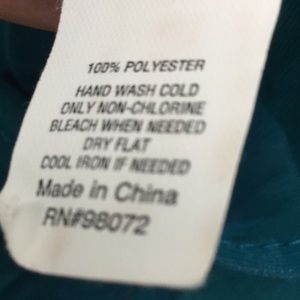 100% POLYESTER
HAND WASH COLD
ONLY NON-CHLORINE
BLEACH WHEN NEEDED
DRY FLAT
COOL IRON IF NEEDED
Made in China
RN#98072